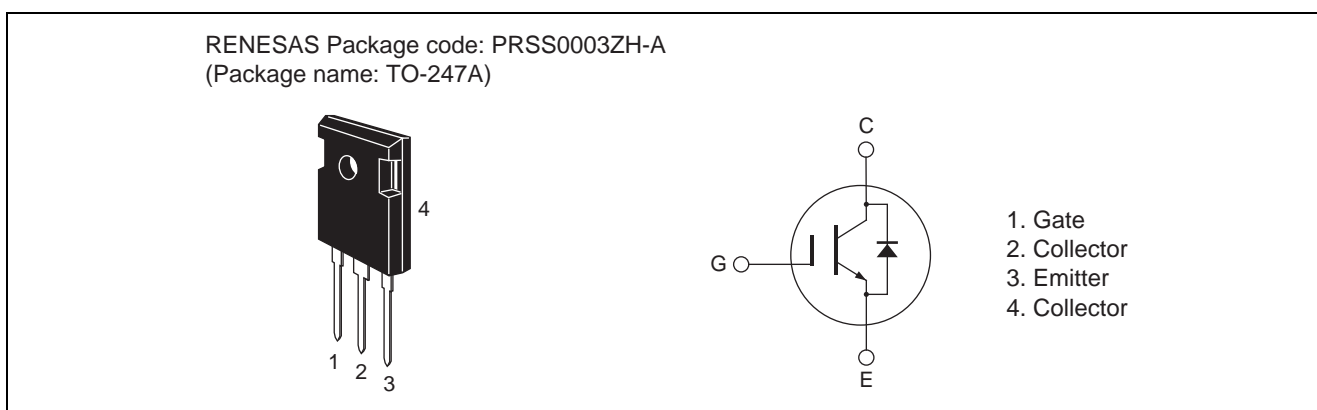 RENESAS Package code: PRSS0003ZH-A
(Package name: TO-247A)
4
1
2
3
C
G
E
1. Gate
2. Collector
3. Emitter
4. Collector